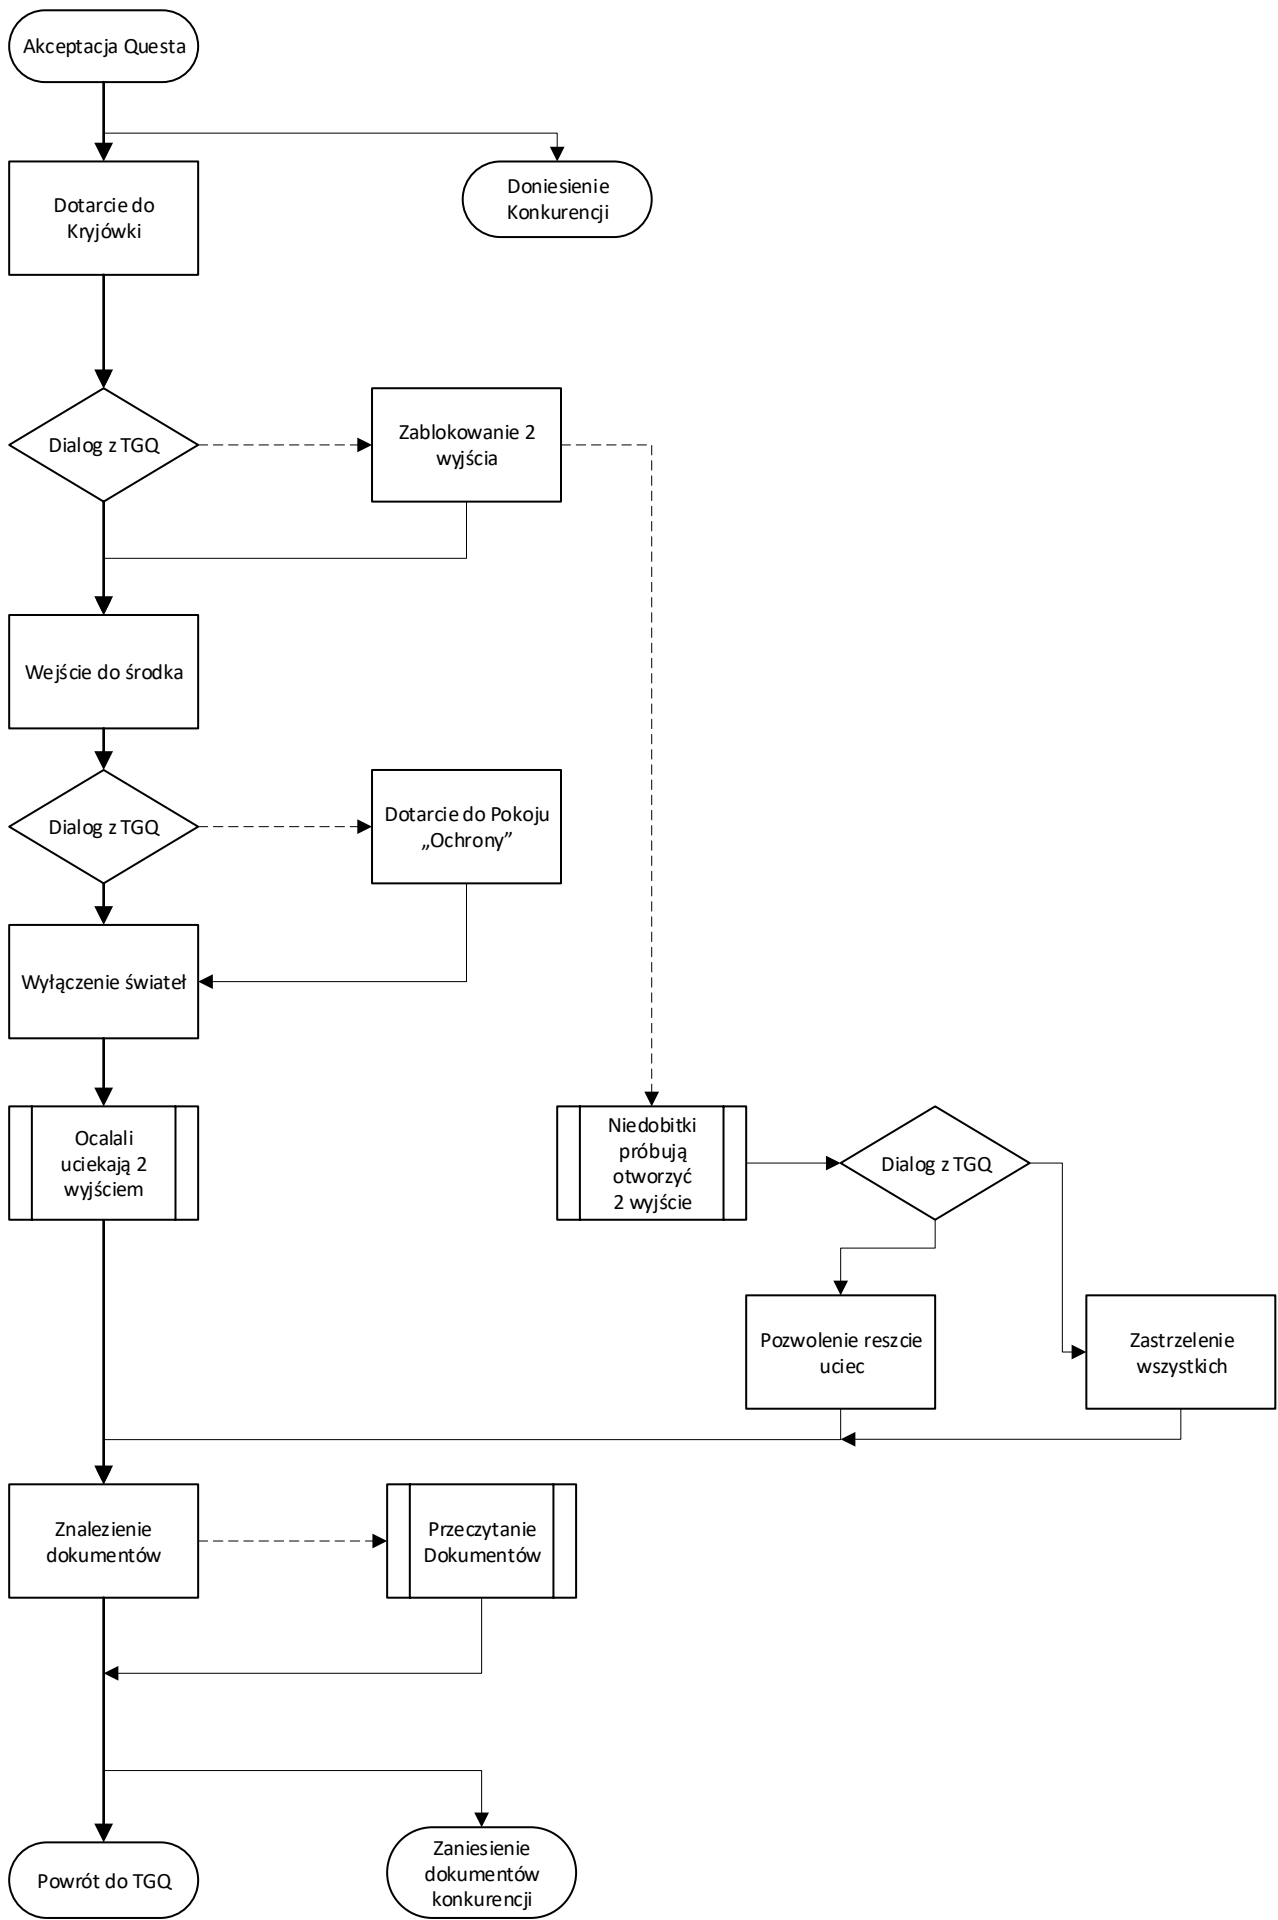 Akceptacja Questa
Doniesienie
Konkurencji
Dotarcie do
Kryjówki
Dialog z TGQ
Zablokowanie 2
wyjścia
Wejście do środka
Dialog z TGQ
Dotarcie do Pokoju
„Ochrony”
Wyłączenie świateł
Ocalali
uciekają 2
wyjściem
Niedobitki
próbują
otworzyć
2 wyjście
Dialog z TGQ
Pozwolenie reszcie
uciec
Zastrzelenie
wszystkich
Znalezienie
dokumentów
Przeczytanie
Dokumentów
Powrót do TGQ
Zaniesienie
dokumentów
konkurencji